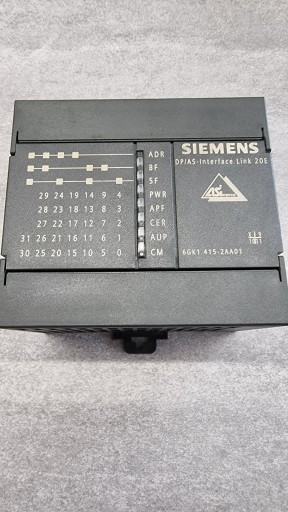 SIEMENS
DP/AS-Interface Link 20E
ADR
BF
SF
29 24 19 14 9 4 PWR
28 23 18 13 8 3 APF
27 22 17 12 7 2 CER
31 26 21 16 11 6 1 AUP
30 25 20 15 10 5 0 CM
6GK1 415-2AA01